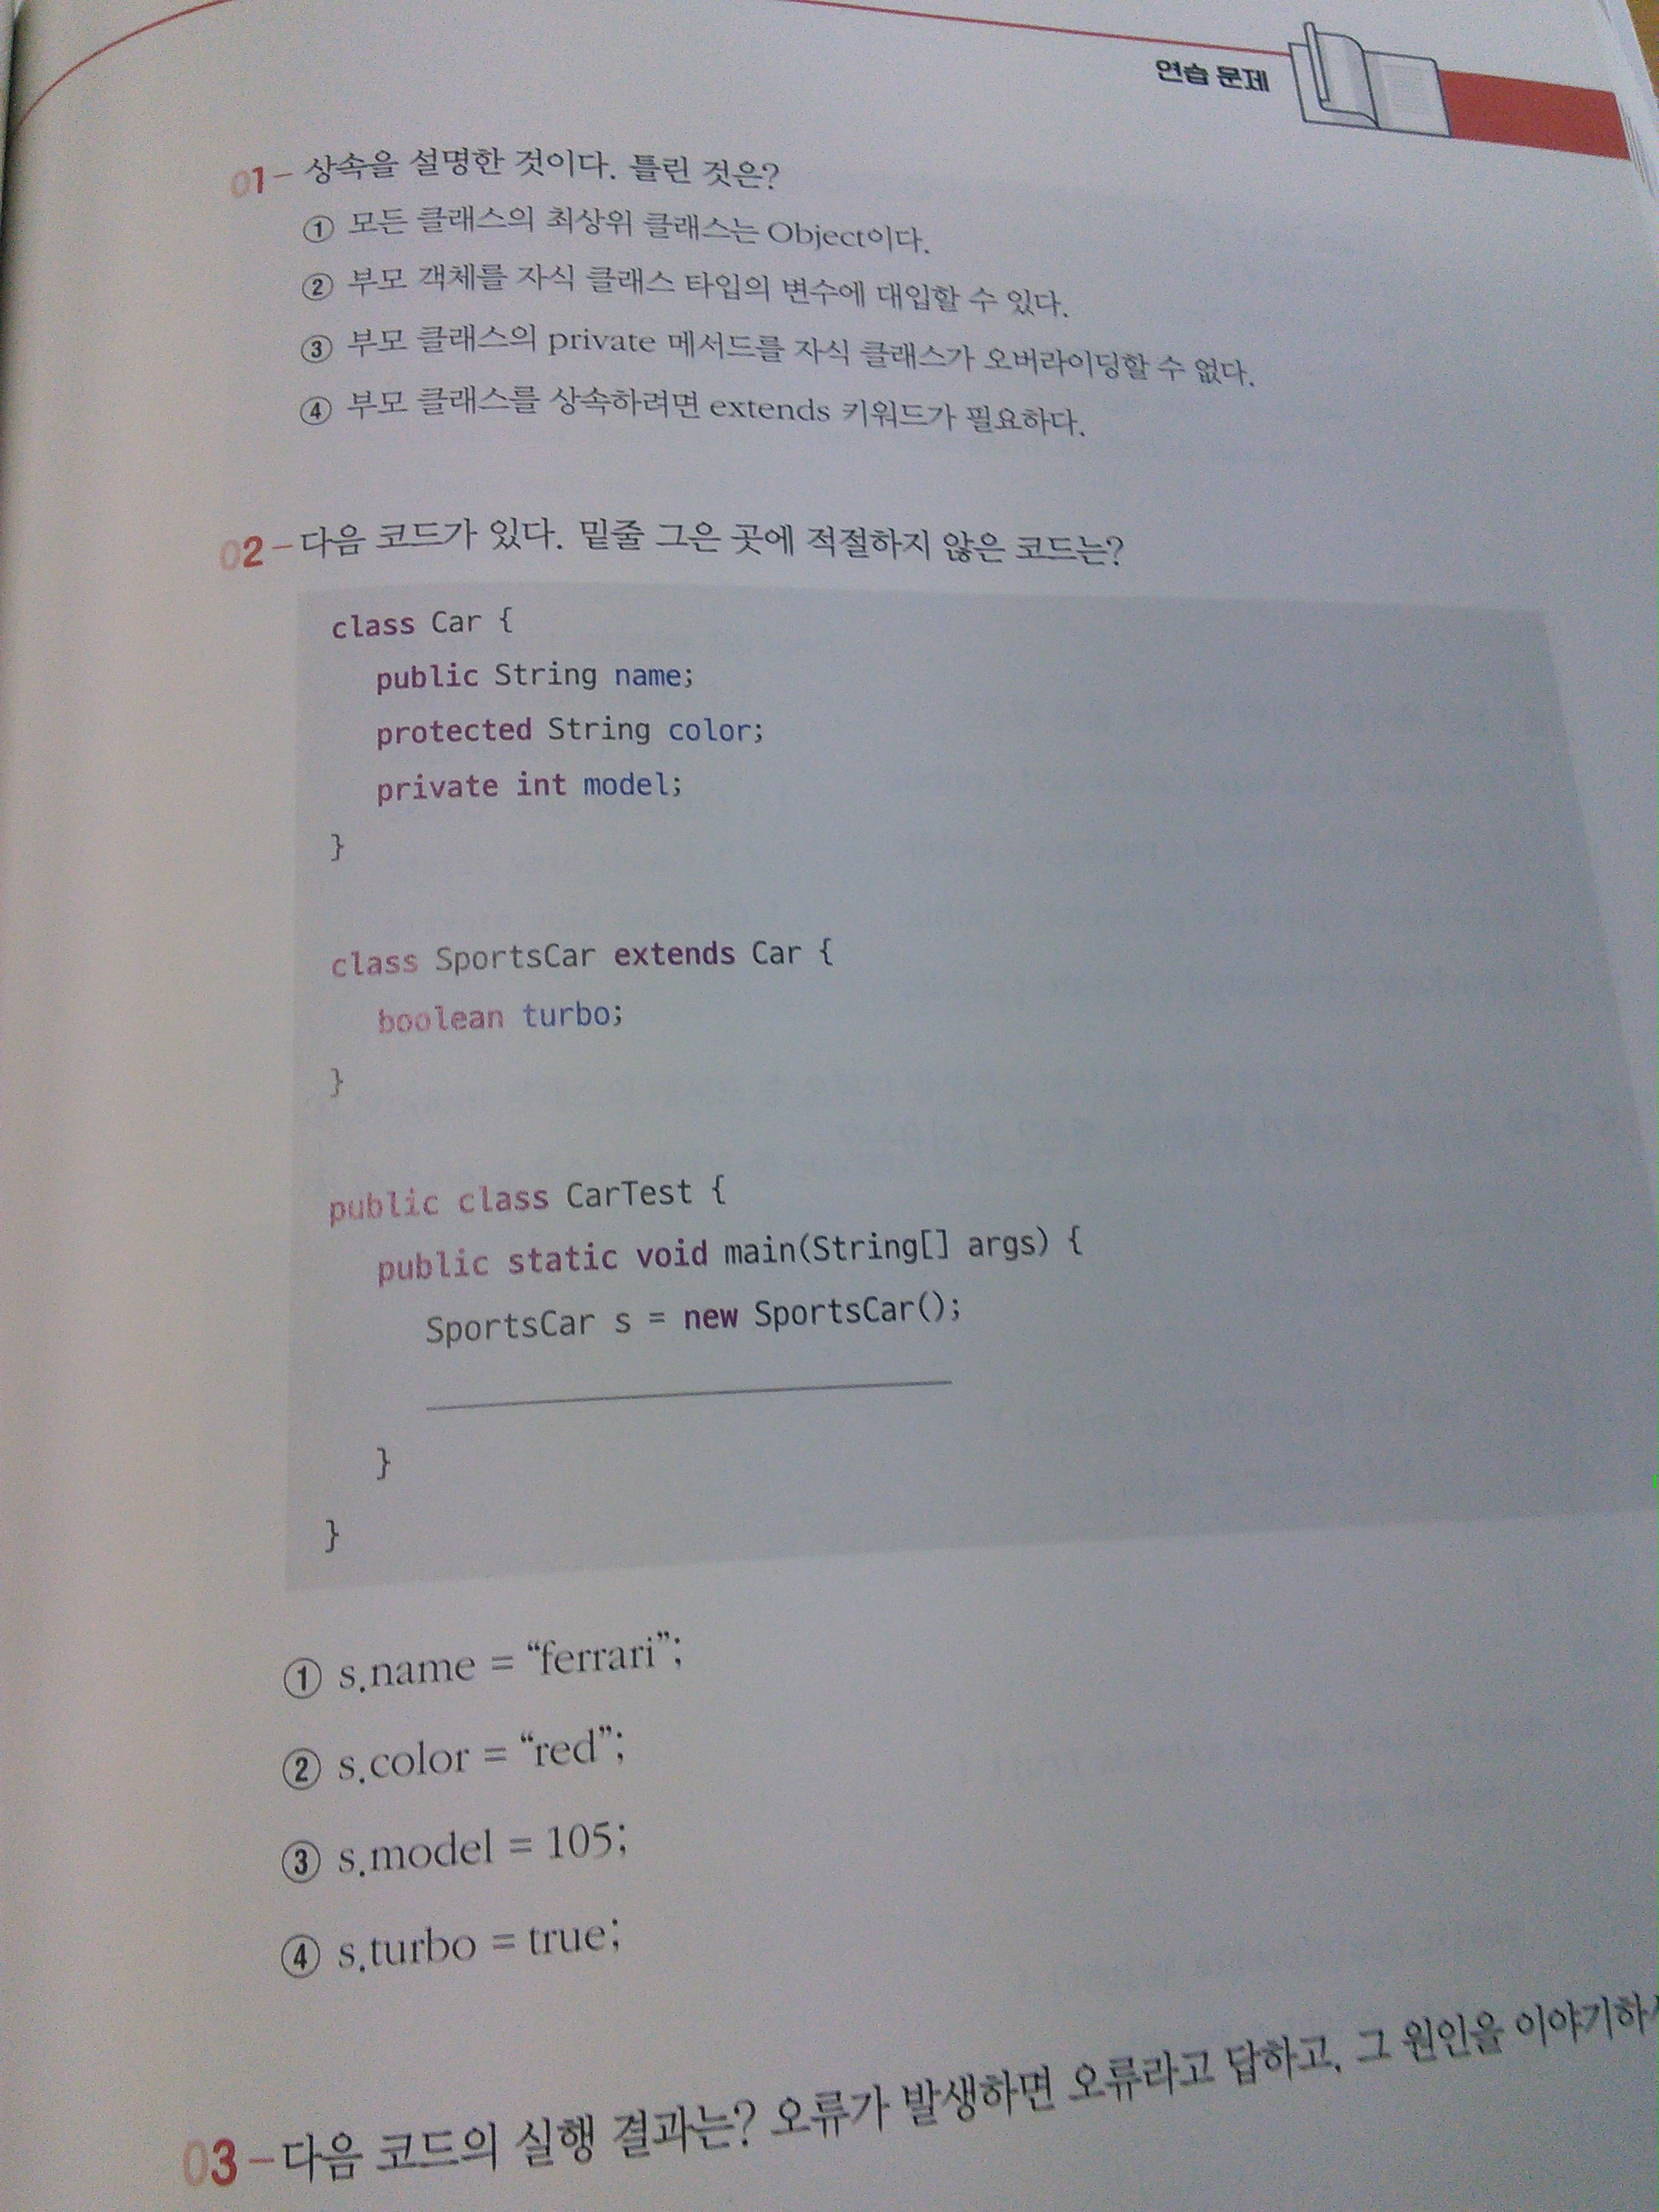 연습 문제
01 – 상속을 설명한 것이다. 틀린 것은?
① 모든 클래스의 최상위 클래스는 Object이다.
② 부모 객체를 자식 클래스 타입의 변수에 대입할 수 있다.
③ 부모 클래스의 private 메서드를 자식 클래스가 오버라이딩할 수 없다.
④ 부모 클래스를 상속하려면 extends 키워드가 필요하다.
02 – 다음 코드가 있다. 밑줄 그은 곳에 적절하지 않은 코드는?
class Car {
public String name;
protected String color;
private int model;
}
class SportsCar extends Car {
boolean turbo;
}
public class CarTest {
public static void main(String[] args) {
SportsCar s = new SportsCar();
}
}
① s.name = “ferrari”;
② s.color = “red”;
③ s.model = 105;
④ s.turbo = true;
03 – 다음 코드의 실행 결과는? 오류가 발생하면 오류라고 답하고, 그 원인을